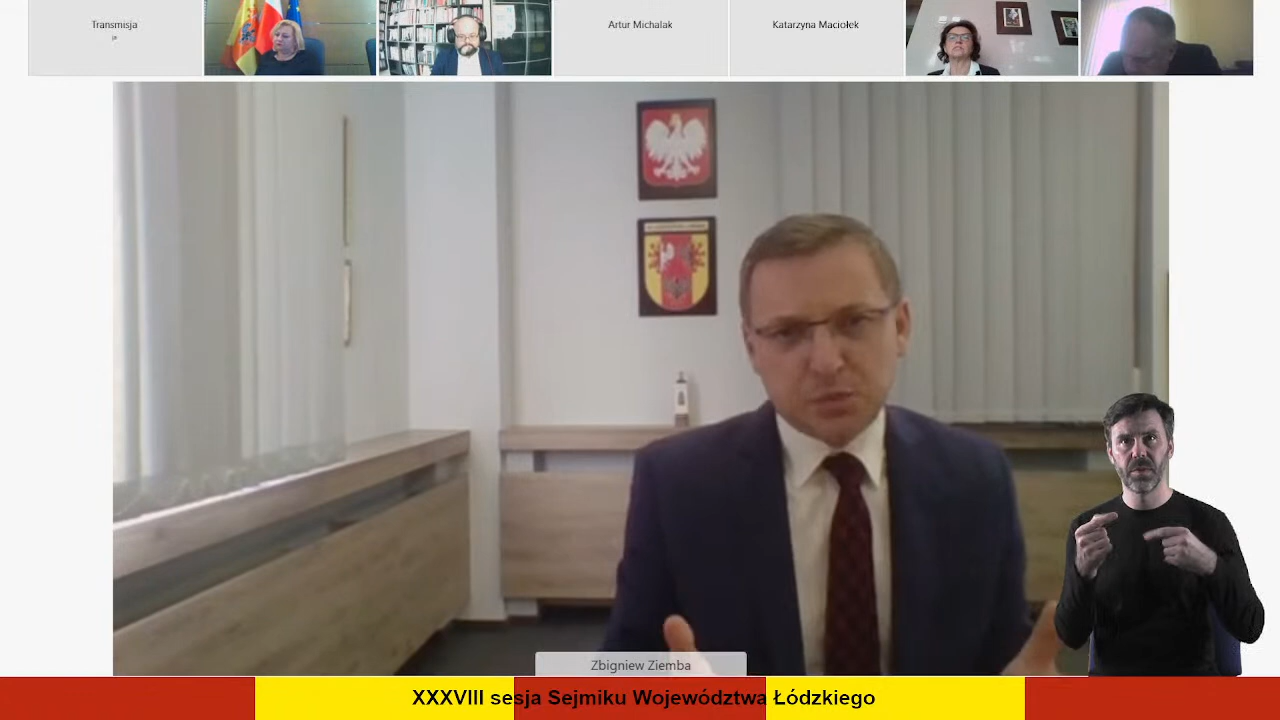 Transmisja
Artur Michalak
Katarzyna Maciołek
Zbigniew Ziemba
XXXVIII sesja Sejmiku Województwa Łódzkiego